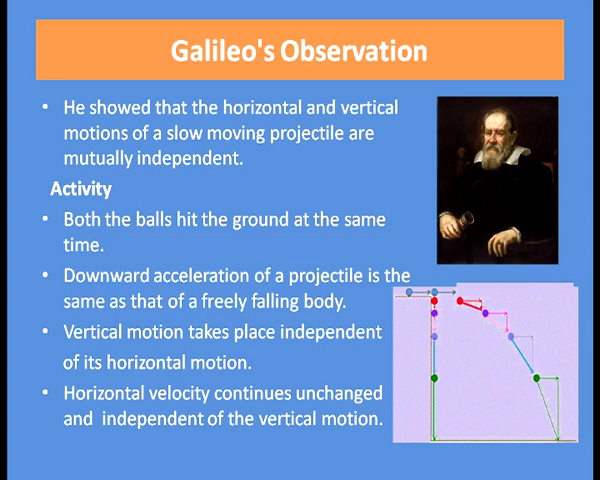 Galileo's Observation
• He showed that the horizontal and vertical
motions of a slow moving projectile are
mutually independent.
Activity
• Both the balls hit the ground at the same
time.
• Downward acceleration of a projectile is the
same as that of a freely falling body.
• Vertical motion takes place independent
of its horizontal motion.
• Horizontal velocity continues unchanged
and independent of the vertical motion.